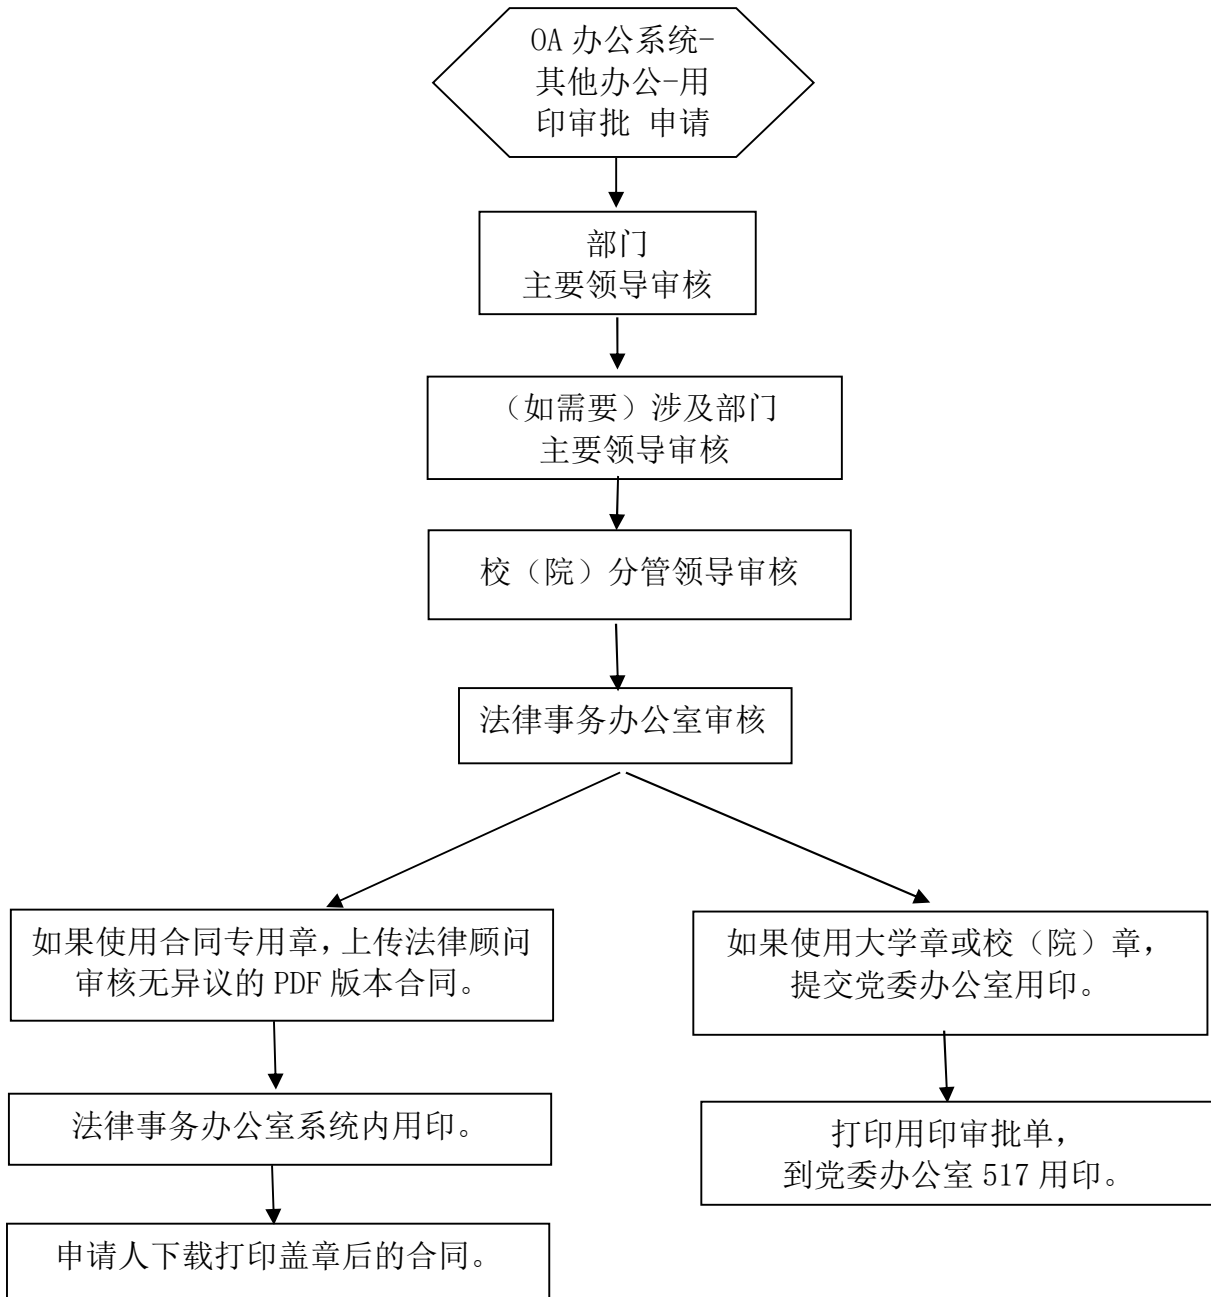 OA 办公系统-
其他办公-用
印审批 申请
部门
主要领导审核
（如需要）涉及部门
主要领导审核
校（院）分管领导审核
法律事务办公室审核
如果使用合同专用章，上传法律顾问
审核无异议的 PDF 版本合同。
法律事务办公室系统内用印。
申请人下载打印盖章后的合同。
如果使用大学章或校（院）章，
提交党委办公室用印。
打印用印审批单，
到党委办公室 517 用印。